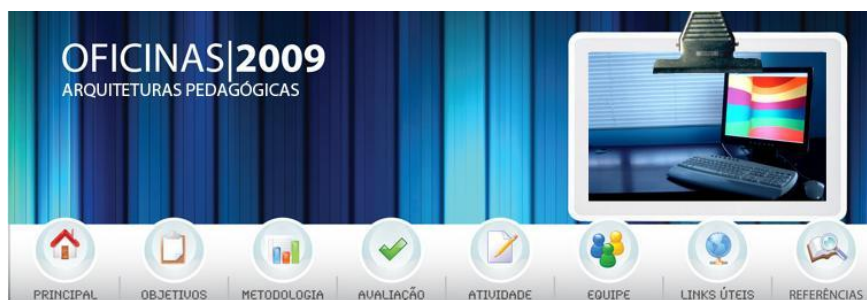 OFICINAS|2009
ARQUITETURAS PEDAGÓGICAS
PRINCIPAL
OBJETIVOS
METODOLOGIA
AVALIAÇÃO
ATIVIDADE
EQUIPE
LINKS ÚTEIS
REFERÊNCIAS